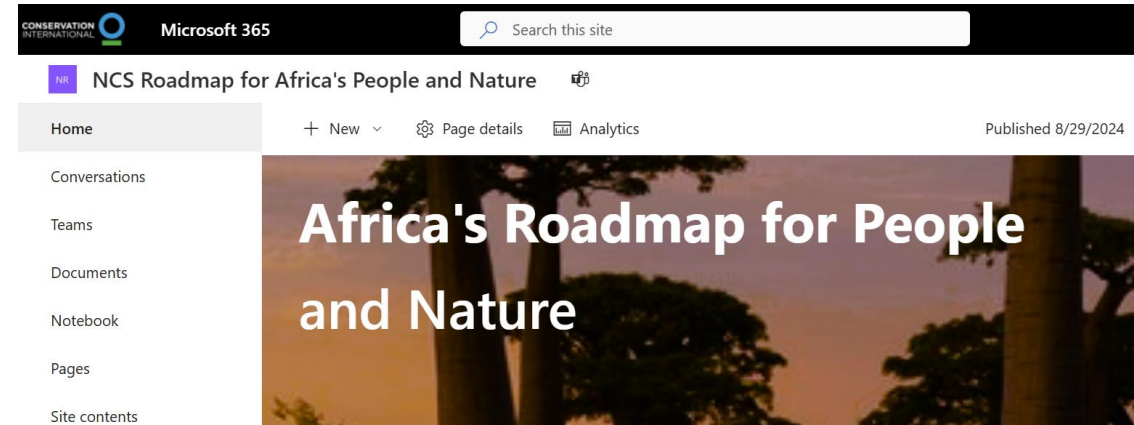 CONSERVATION
INTERNATIONAL
Microsoft 365
Search this site
NR
NCS Roadmap for Africa's People and Nature
Home
+ New
Page details
Analytics
Published 8/29/2024
Conversations
Teams
Documents
Notebook
Pages
Site contents
Africa's Roadmap for People
and Nature